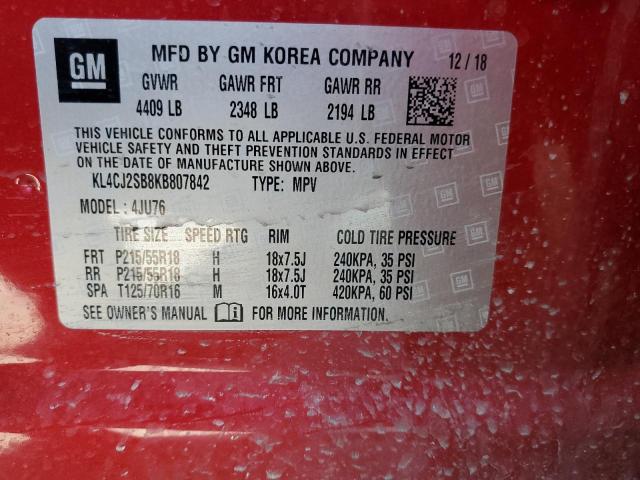 GM MFD BY GM KOREA COMPANY 12/18
GVWR GAWR FRT GAWR RR
4409 LB 2348 LB 2194 LB
THIS VEHICLE CONFORMS TO ALL APPLICABLE U.S. FEDERAL MOTOR
VEHICLE SAFETY AND THEFT PREVENTION STANDARDS IN EFFECT
ON THE DATE OF MANUFACTURE SHOWN ABOVE.
KL4CJ2SB8KB807842 TYPE: MPV
MODEL : 4JU76
TIRE SIZE SPEED RTG RIM COLD TIRE PRESSURE
FRT P215/55R18 H 18x7.5J 240KPA, 35 PSI
RR P215/55R18 H 18x7.5J 240KPA, 35 PSI
SPA T125/70R16 M 16x4.0T 420KPA, 60 PSI
SEE OWNER'S MANUAL FOR MORE INFORMATION.